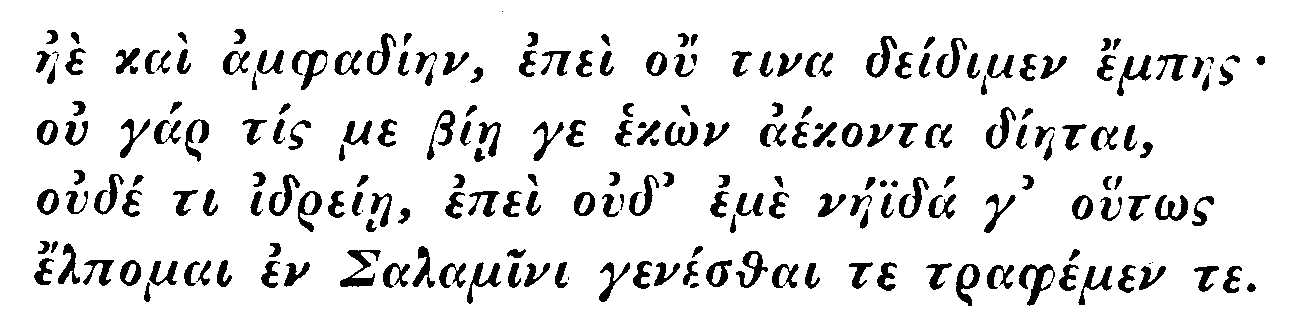 ἠὲ καὶ ἀμφαδίην, ἐπεὶ οὔ τινα δείδιμεν ἔμπης·
οὐ γάρ τίς με βίῃ γε ἑκὼν ἀέκοντα δίηται,
οὐδέ τι ἰδρείῃ, ἐπεὶ οὐδ’ ἐμὲ νήϊδά γ’ οὕτως
ἔλπομαι ἐν Σαλαμῖνι γενέσθαι τε τραφέμεν τε.